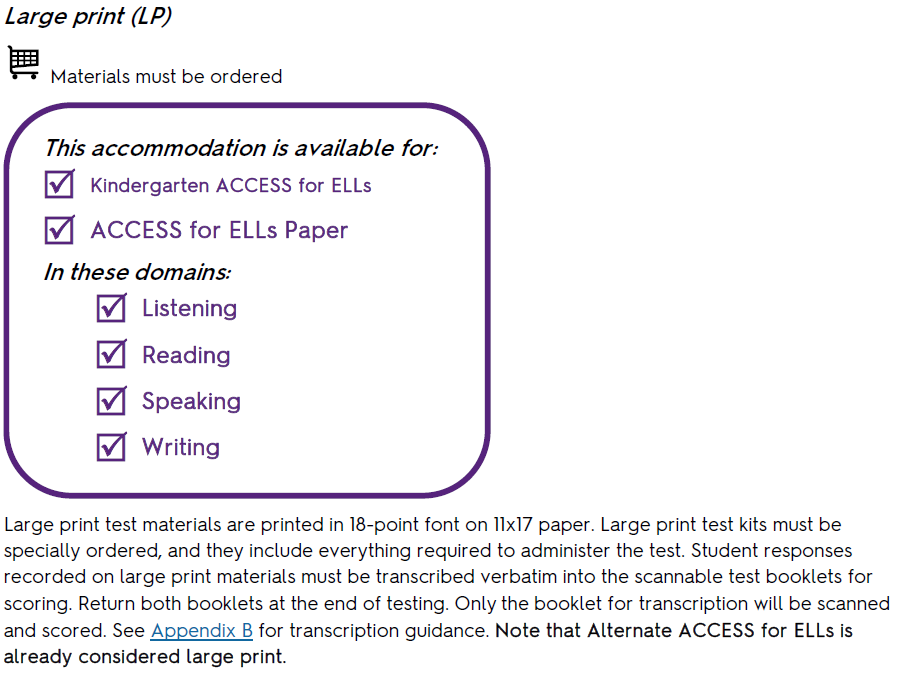 Large print (LP)
Materials must be ordered
This accommodation is available for:
Kindergarten ACCESS for ELLs
ACCESS for ELLs Paper
In these domains:
Listening
Reading
Speaking
Writing
Large print test materials are printed in 18-point font on 11x17 paper. Large print test kits must be
specially ordered, and they include everything required to administer the test. Student responses
recorded on large print materials must be transcribed verbatim into the scannable test booklets for
scoring. Return both booklets at the end of testing. Only the booklet for transcription will be scanned
and scored. See Appendix B for transcription guidance. Note that Alternate ACCESS for ELLs is
already considered large print.